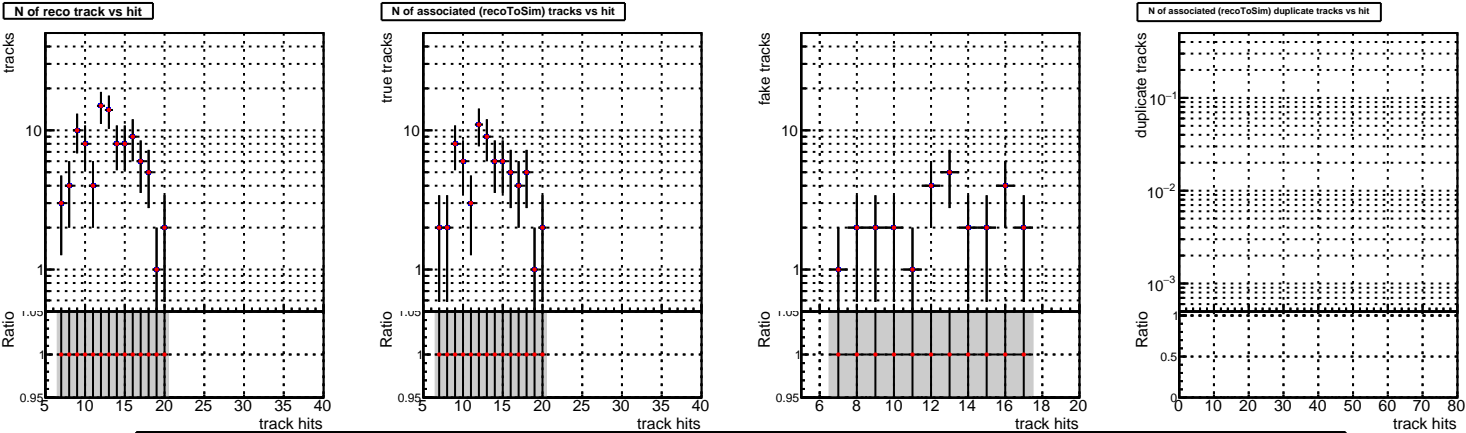 N of reco track vs hit
tracks
10
1
Ratio
1.05
1
0.95
5 10 15 20 25 30 35 40
track hits
N of associated (recoToSim) tracks vs hit
true tracks
10
1
Ratio
1.05
1
0.95
5 10 15 20 25 30 35 40
track hits
fake tracks
10
1
Ratio
1.05
1
0.95
6 8 10 12 14 16 18 20
track hits
N of associated (recoToSim) duplicate tracks vs hit
duplicate tracks
10−1
10−2
10−3
Ratio
1
0.5
0
0 10 20 30 40 50 60 70 80
track hits